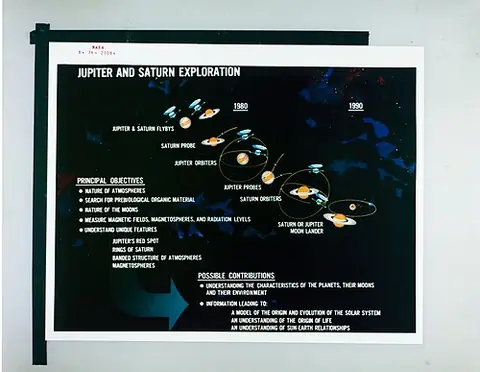 NASA
JUPITER AND SATURN EXPLORATION
1980
1990
JUPITER & SATURN FLYBYS
SATURN PROBE
JUPITER ORBITERS
JUPITER PROBES
SATURN ORBITERS
SATURN OR JUPITER
MOON LANDER
PRINCIPAL OBJECTIVES
NATURE OF ATMOSPHERES
SEARCH FOR PREBIOLOGICAL ORGANIC MATERIAL
NATURE OF THE MOONS
MEASURE MAGNETIC FIELDS, MAGNETOSPHERES, AND RADIATION LEVELS
UNDERSTAND UNIQUE FEATURES
JUPITER'S RED SPOT
RINGS OF SATURN
BANDED STRUCTURE OF ATMOSPHERES
MAGNETOSPHERES
POSSIBLE CONTRIBUTIONS
UNDERSTANDING THE CHARACTERISTICS OF THE PLANETS, THEIR MOONS
AND THEIR ENVIRONMENT
INFORMATION LEADING TO:
A MODEL OF THE ORIGIN AND EVOLUTION OF THE SOLAR SYSTEM
AN UNDERSTANDING OF THE ORIGIN OF LIFE
AN UNDERSTANDING OF SUN-EARTH RELATIONSHIPS